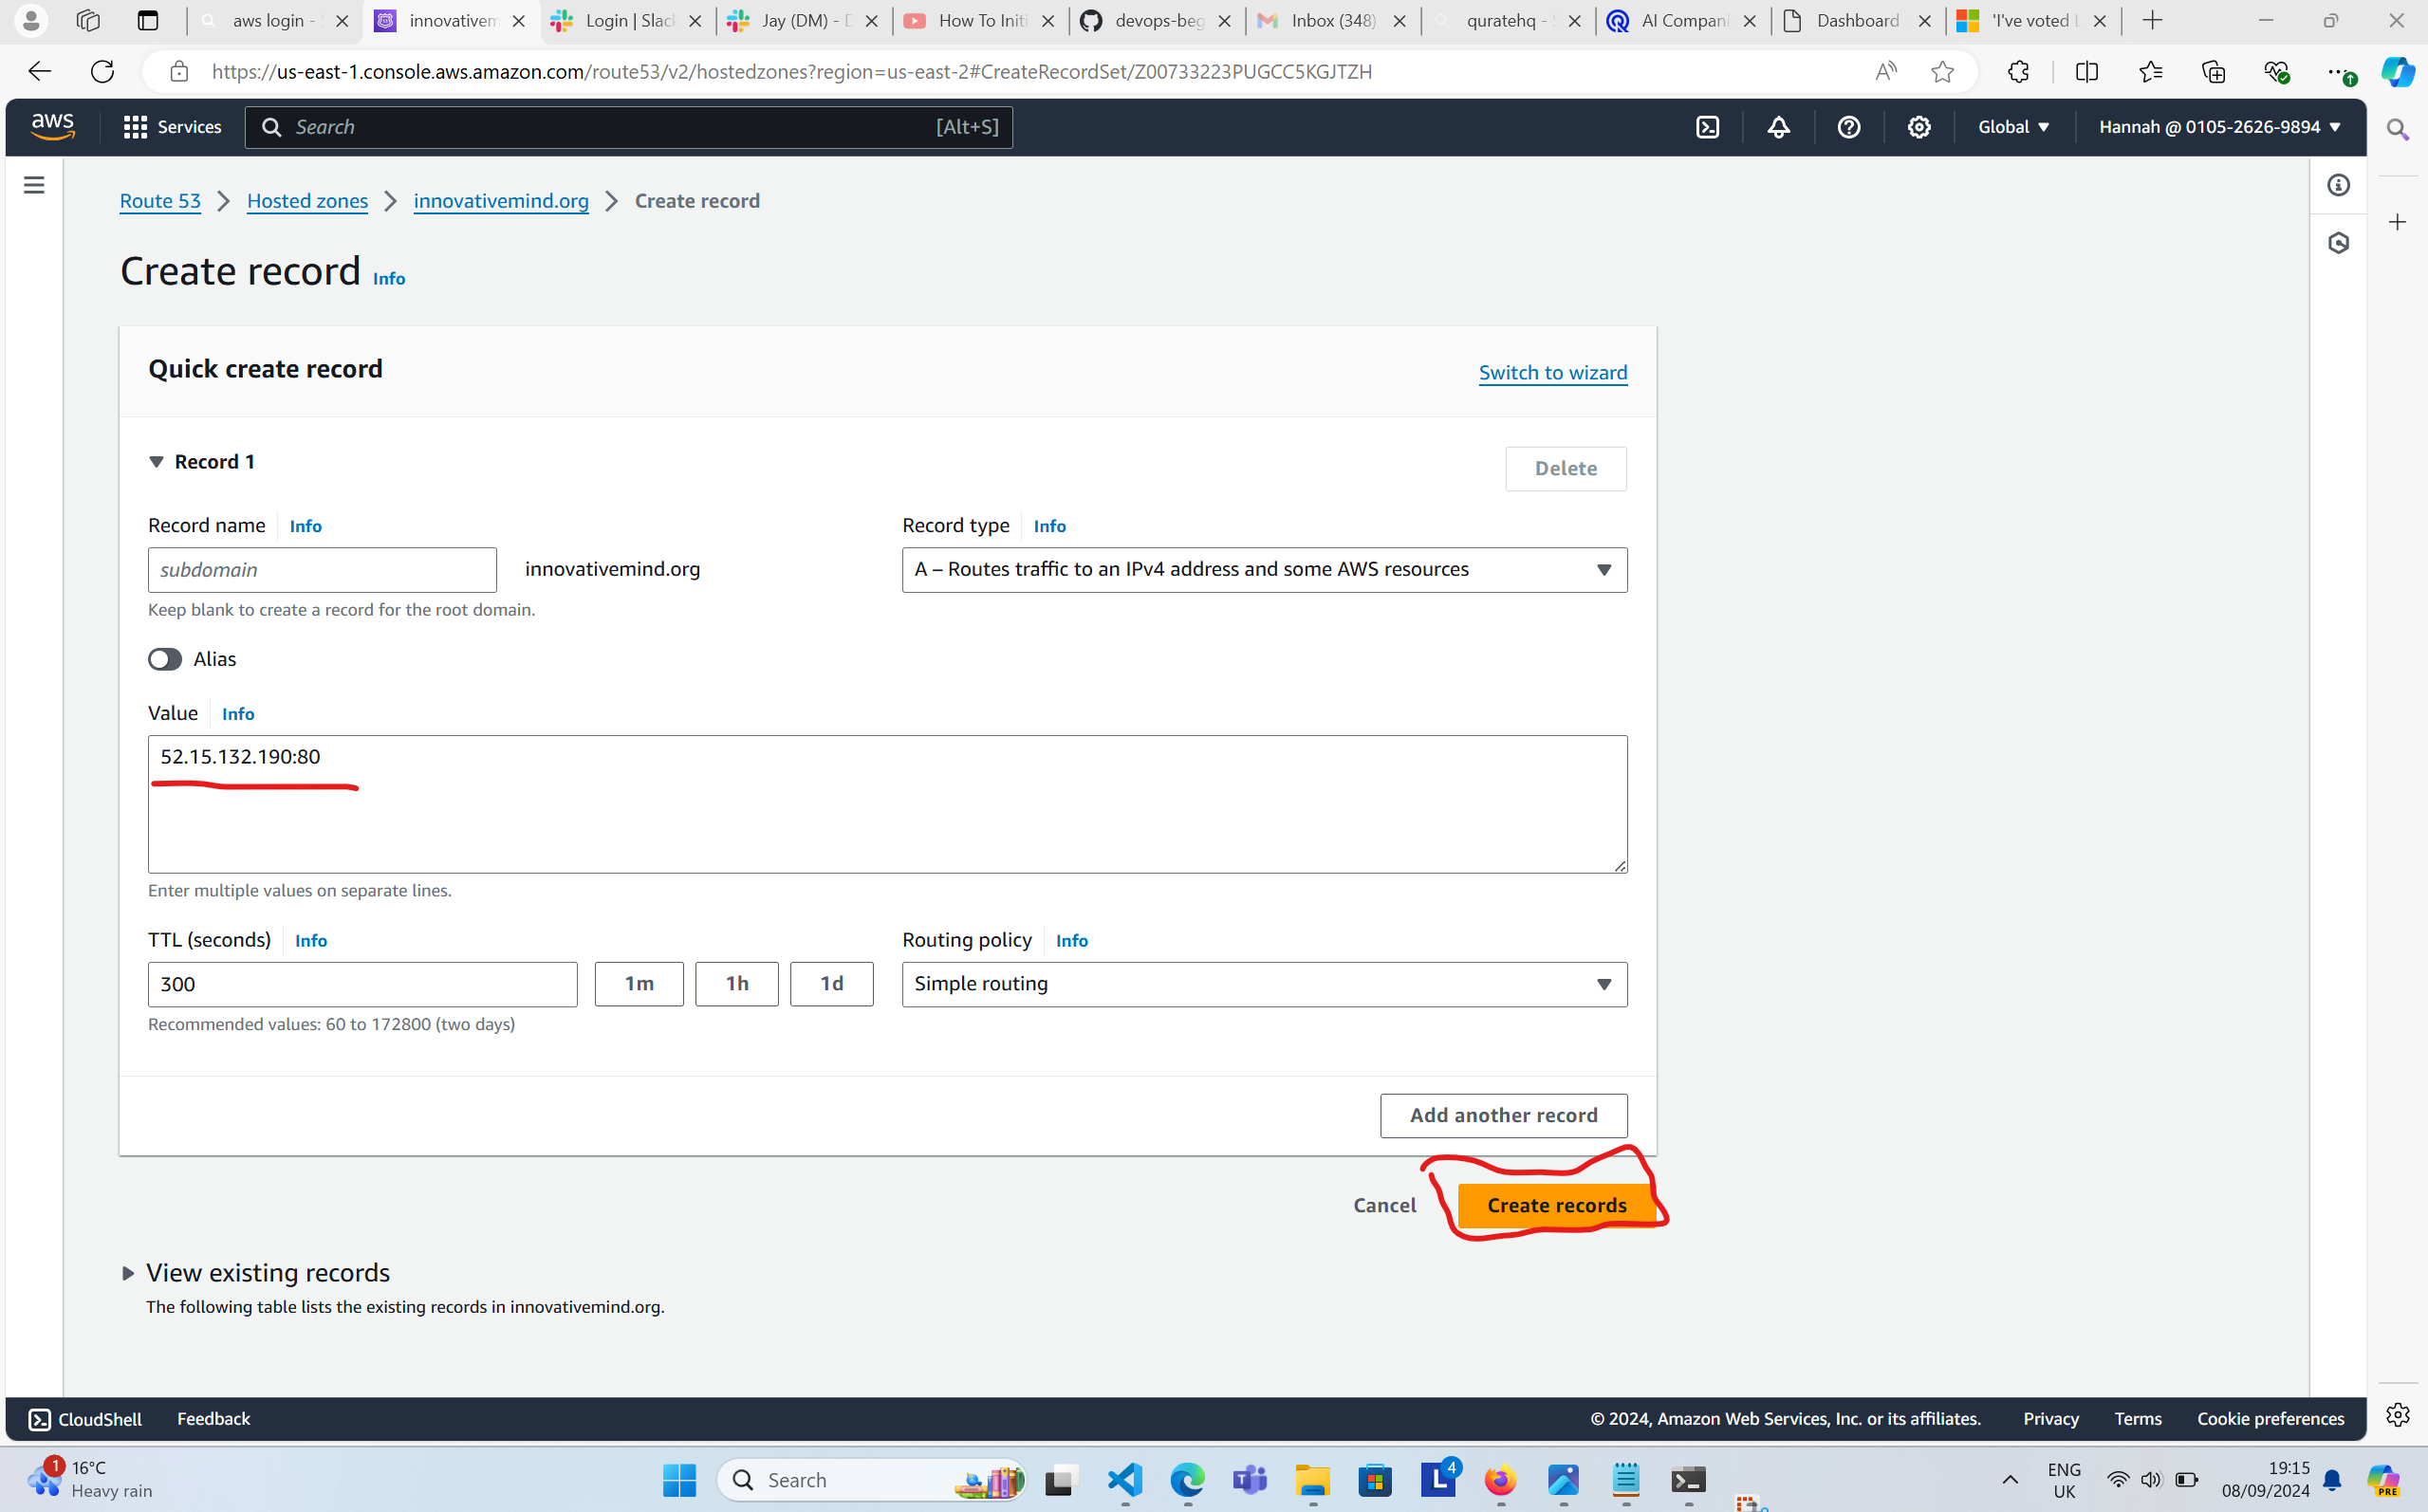 aws login - S
innovativem
Login | Slack
Jay (DM) - D
How To Initi
devops-beg
Inbox (348)
quratehq - S
AI Compani
Dashboard
'I've voted L
https://us-east-1.console.aws.amazon.com/route53/v2/hostedzones?region=us-east-2#CreateRecordSet/Z00733223PUGCC5KGJTZH
aws
Services
Search
[Alt+S]
Global
Hannah @ 0105-2626-9894
Route 53
Hosted zones
innovativemind.org
Create record
Create record Info
Quick create record
Switch to wizard
Record 1
Delete
Record name Info
subdomain
innovativemind.org
Keep blank to create a record for the root domain.
Record type Info
A – Routes traffic to an IPv4 address and some AWS resources
Alias
Value Info
52.15.132.190:80
Enter multiple values on separate lines.
TTL (seconds) Info
300
1m
1h
1d
Recommended values: 60 to 172800 (two days)
Routing policy Info
Simple routing
Add another record
Cancel
Create records
View existing records
The following table lists the existing records in innovativemind.org.
CloudShell
Feedback
© 2024, Amazon Web Services, Inc. or its affiliates.
Privacy
Terms
Cookie preferences
1
16°C
Heavy rain
Search
L
4
ENG
UK
19:15
08/09/2024
PRE